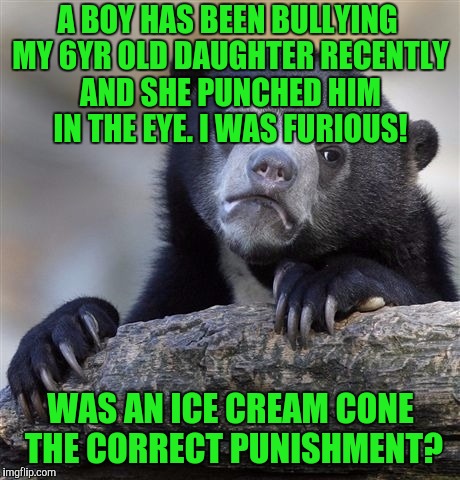 A BOY HAS BEEN BULLYING
MY 6YR OLD DAUGHTER RECENTLY
AND SHE PUNCHED HIM
IN THE EYE. I WAS FURIOUS!
WAS AN ICE CREAM CONE
THE CORRECT PUNISHMENT?
imgflip.com